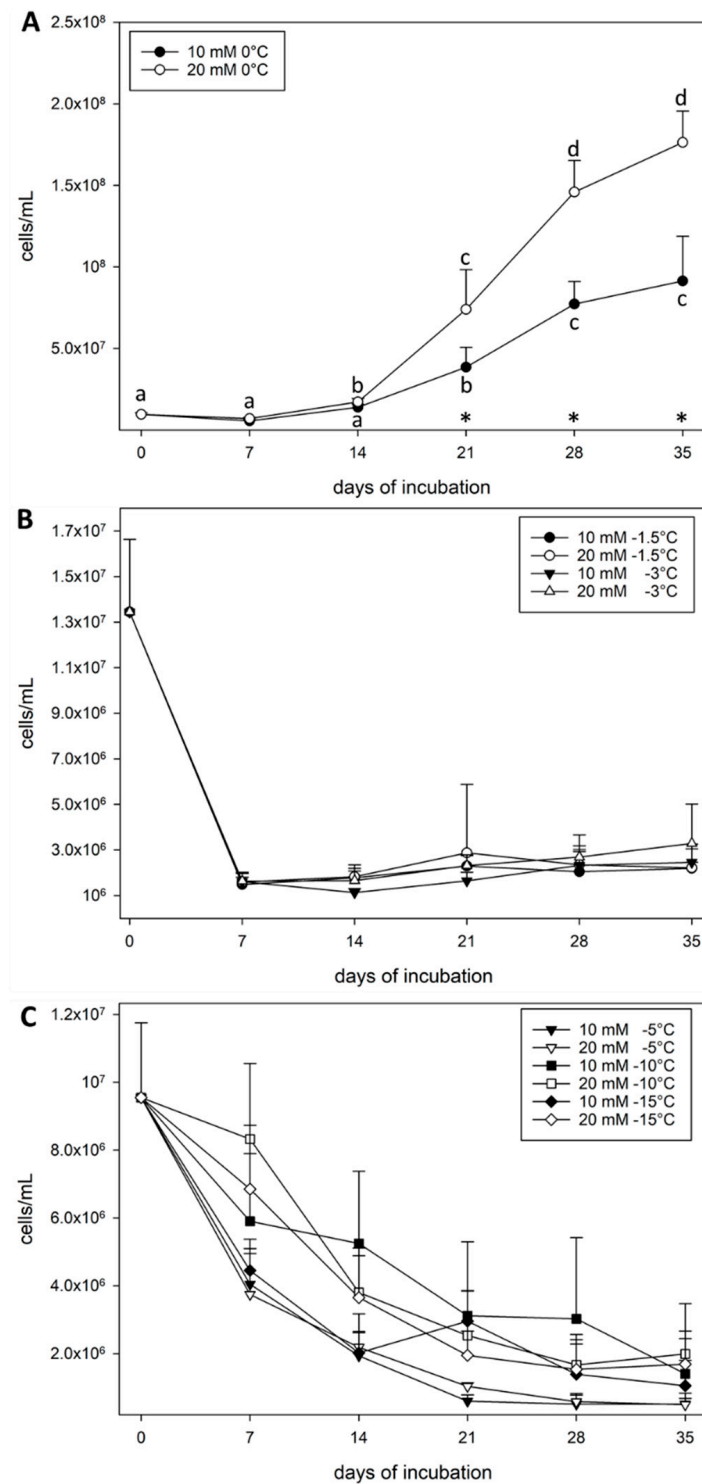 A
2.5x10⁸
10 mM 0°C
20 mM 0°C
2.0x10⁸
d
d
1.5x10⁸
cells/mL
c
10⁸
c
c
5.0x10⁷
b
b
a
a
a
* * *
0 7 14 21 28 35
days of incubation
B
1.7x10⁷
10 mM -1.5°C
20 mM -1.5°C
10 mM -3°C
20 mM -3°C
1.5x10⁷
1.3x10⁷
1.1x10⁷
9.0x10⁶
cells/mL
7.0x10⁶
5.0x10⁶
3.0x10⁶
10⁶
0 7 14 21 28 35
days of incubation
C
1.2x10⁷
10 mM -5°C
20 mM -5°C
10 mM -10°C
20 mM -10°C
10 mM -15°C
20 mM -15°C
10⁷
8.0x10⁶
cells/mL
6.0x10⁶
4.0x10⁶
2.0x10⁶
0 7 14 21 28 35
days of incubation